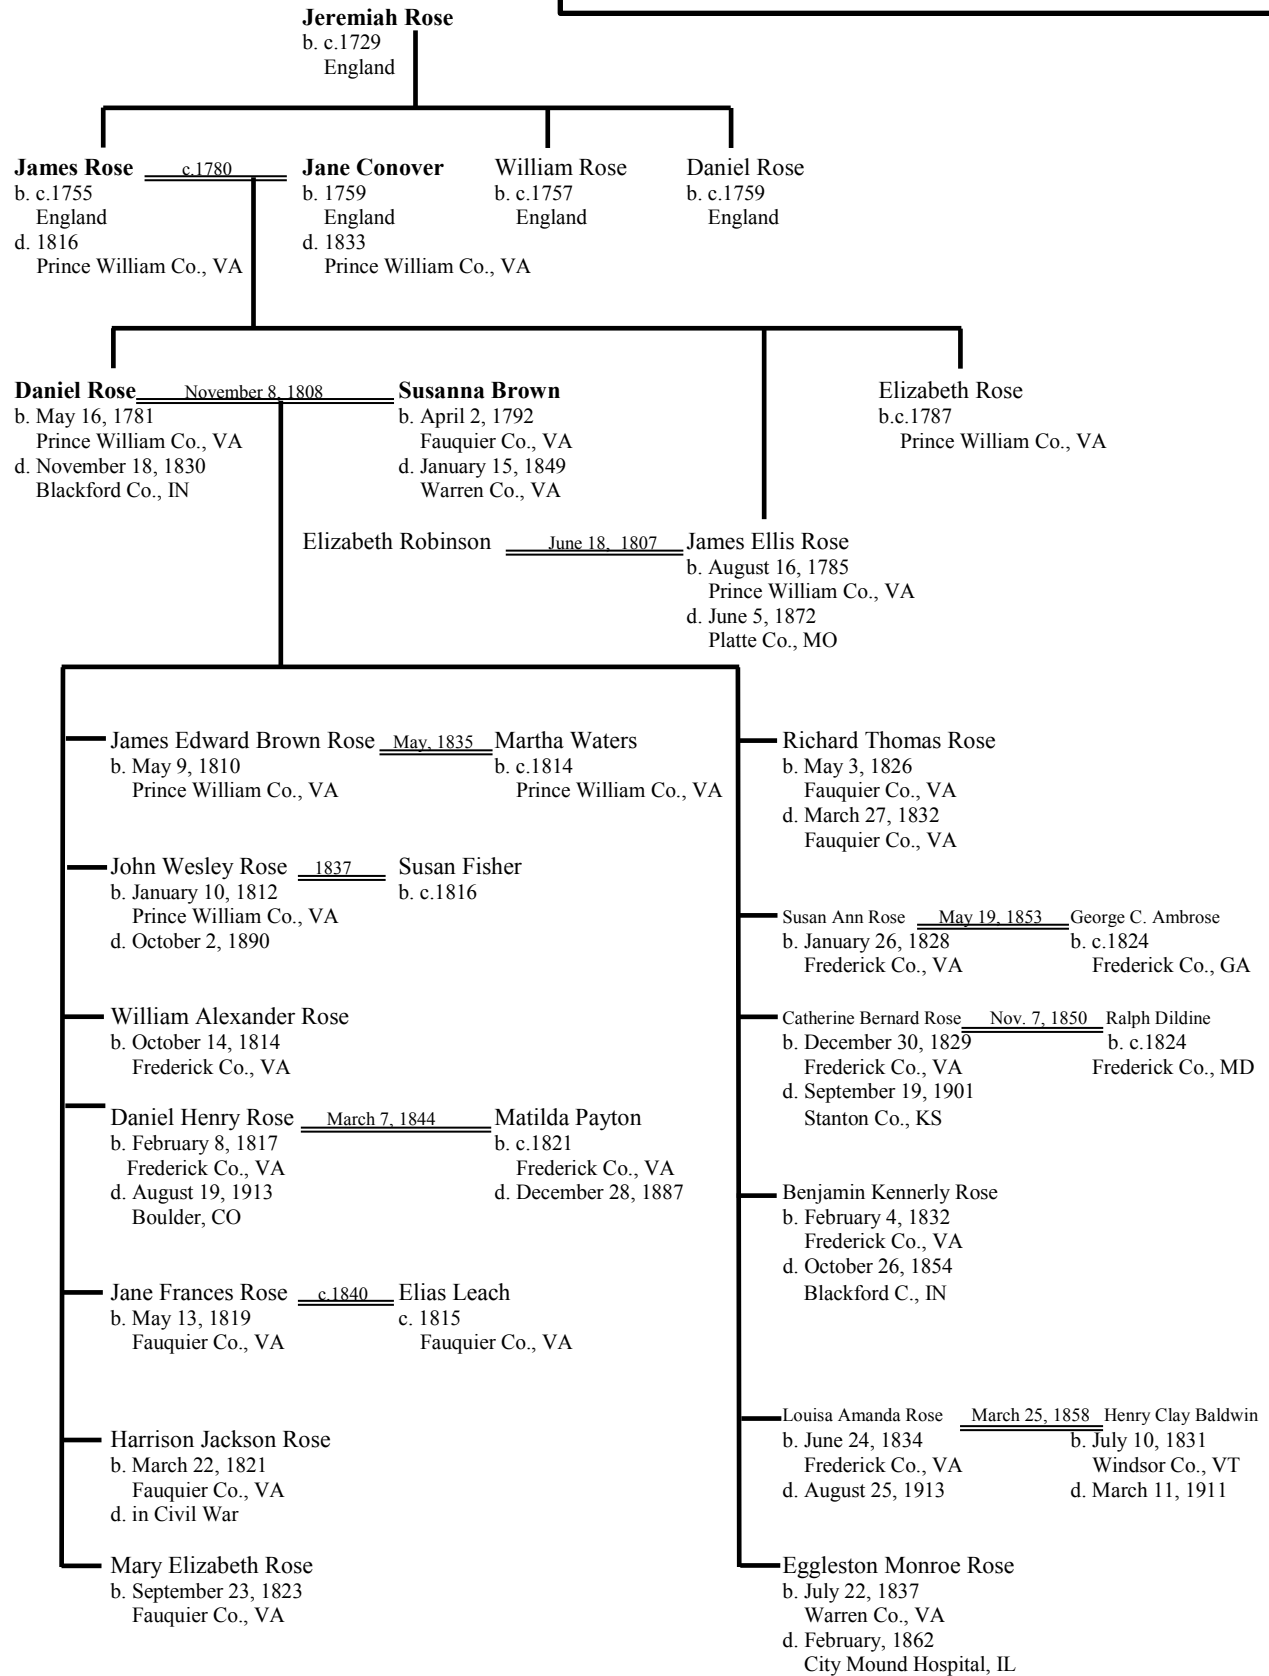 Jeremiah Rose
b. c.1729
England
James Rose
c.1780
b. c.1755
England
d. 1816
Prince William Co., VA
Jane Conover
b. 1759
England
d. 1833
Prince William Co., VA
William Rose
b. c.1757
England
Daniel Rose
b. c.1759
England
Daniel Rose
November 8, 1808
b. May 16, 1781
Prince William Co., VA
d. November 18, 1830
Blackford Co., IN
Susanna Brown
b. April 2, 1792
Fauquier Co., VA
d. January 15, 1849
Warren Co., VA
Elizabeth Rose
b.c.1787
Prince William Co., VA
Elizabeth Robinson
June 18, 1807
James Ellis Rose
b. August 16, 1785
Prince William Co., VA
d. June 5, 1872
Platte Co., MO
James Edward Brown Rose
May, 1835
b. May 9, 1810
Prince William Co., VA
Martha Waters
b. c.1814
Prince William Co., VA
John Wesley Rose
1837
b. January 10, 1812
Prince William Co., VA
d. October 2, 1890
Susan Fisher
b. c.1816
William Alexander Rose
b. October 14, 1814
Frederick Co., VA
Daniel Henry Rose
March 7, 1844
b. February 8, 1817
Frederick Co., VA
d. August 19, 1913
Boulder, CO
Matilda Payton
b. c.1821
Frederick Co., VA
d. December 28, 1887
Jane Frances Rose
c.1840
b. May 13, 1819
Fauquier Co., VA
Elias Leach
c. 1815
Fauquier Co., VA
Harrison Jackson Rose
b. March 22, 1821
Fauquier Co., VA
d. in Civil War
Mary Elizabeth Rose
b. September 23, 1823
Fauquier Co., VA
Richard Thomas Rose
b. May 3, 1826
Fauquier Co., VA
d. March 27, 1832
Fauquier Co., VA
Susan Ann Rose
May 19, 1853
b. January 26, 1828
Frederick Co., VA
George C. Ambrose
b. c.1824
Frederick Co., GA
Catherine Bernard Rose
Nov. 7, 1850
b. December 30, 1829
Frederick Co., VA
d. September 19, 1901
Stanton Co., KS
Ralph Dildine
b. c.1824
Frederick Co., MD
Benjamin Kennerly Rose
b. February 4, 1832
Frederick Co., VA
d. October 26, 1854
Blackford C., IN
Louisa Amanda Rose
March 25, 1858
b. June 24, 1834
Frederick Co., VA
d. August 25, 1913
Henry Clay Baldwin
b. July 10, 1831
Windsor Co., VT
d. March 11, 1911
Eggleston Monroe Rose
b. July 22, 1837
Warren Co., VA
d. February, 1862
City Mound Hospital, IL